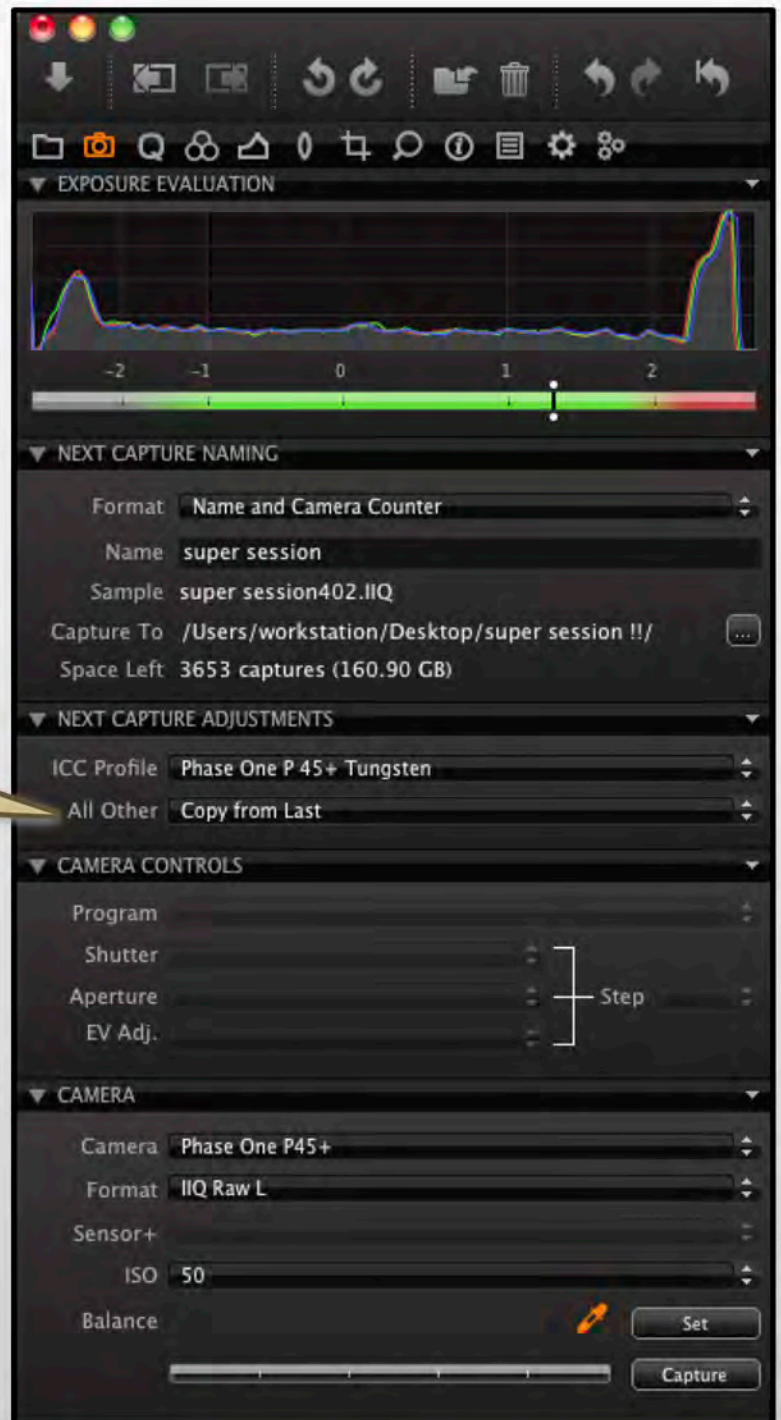 EXPOSURE EVALUATION
-2 -1 0 1 2
NEXT CAPTURE NAMING
Format Name and Camera Counter
Name super session
Sample super session402.IIQ
Capture To /Users/workstation/Desktop/super session !!/ ...
Space Left 3653 captures (160.90 GB)
NEXT CAPTURE ADJUSTMENTS
ICC Profile Phase One P 45+ Tungsten
All Other Copy from Last
CAMERA CONTROLS
Program
Shutter
Aperture Step
EV Adj.
CAMERA
Camera Phase One P45+
Format IIQ Raw L
Sensor+
ISO 50
Balance Set
Capture